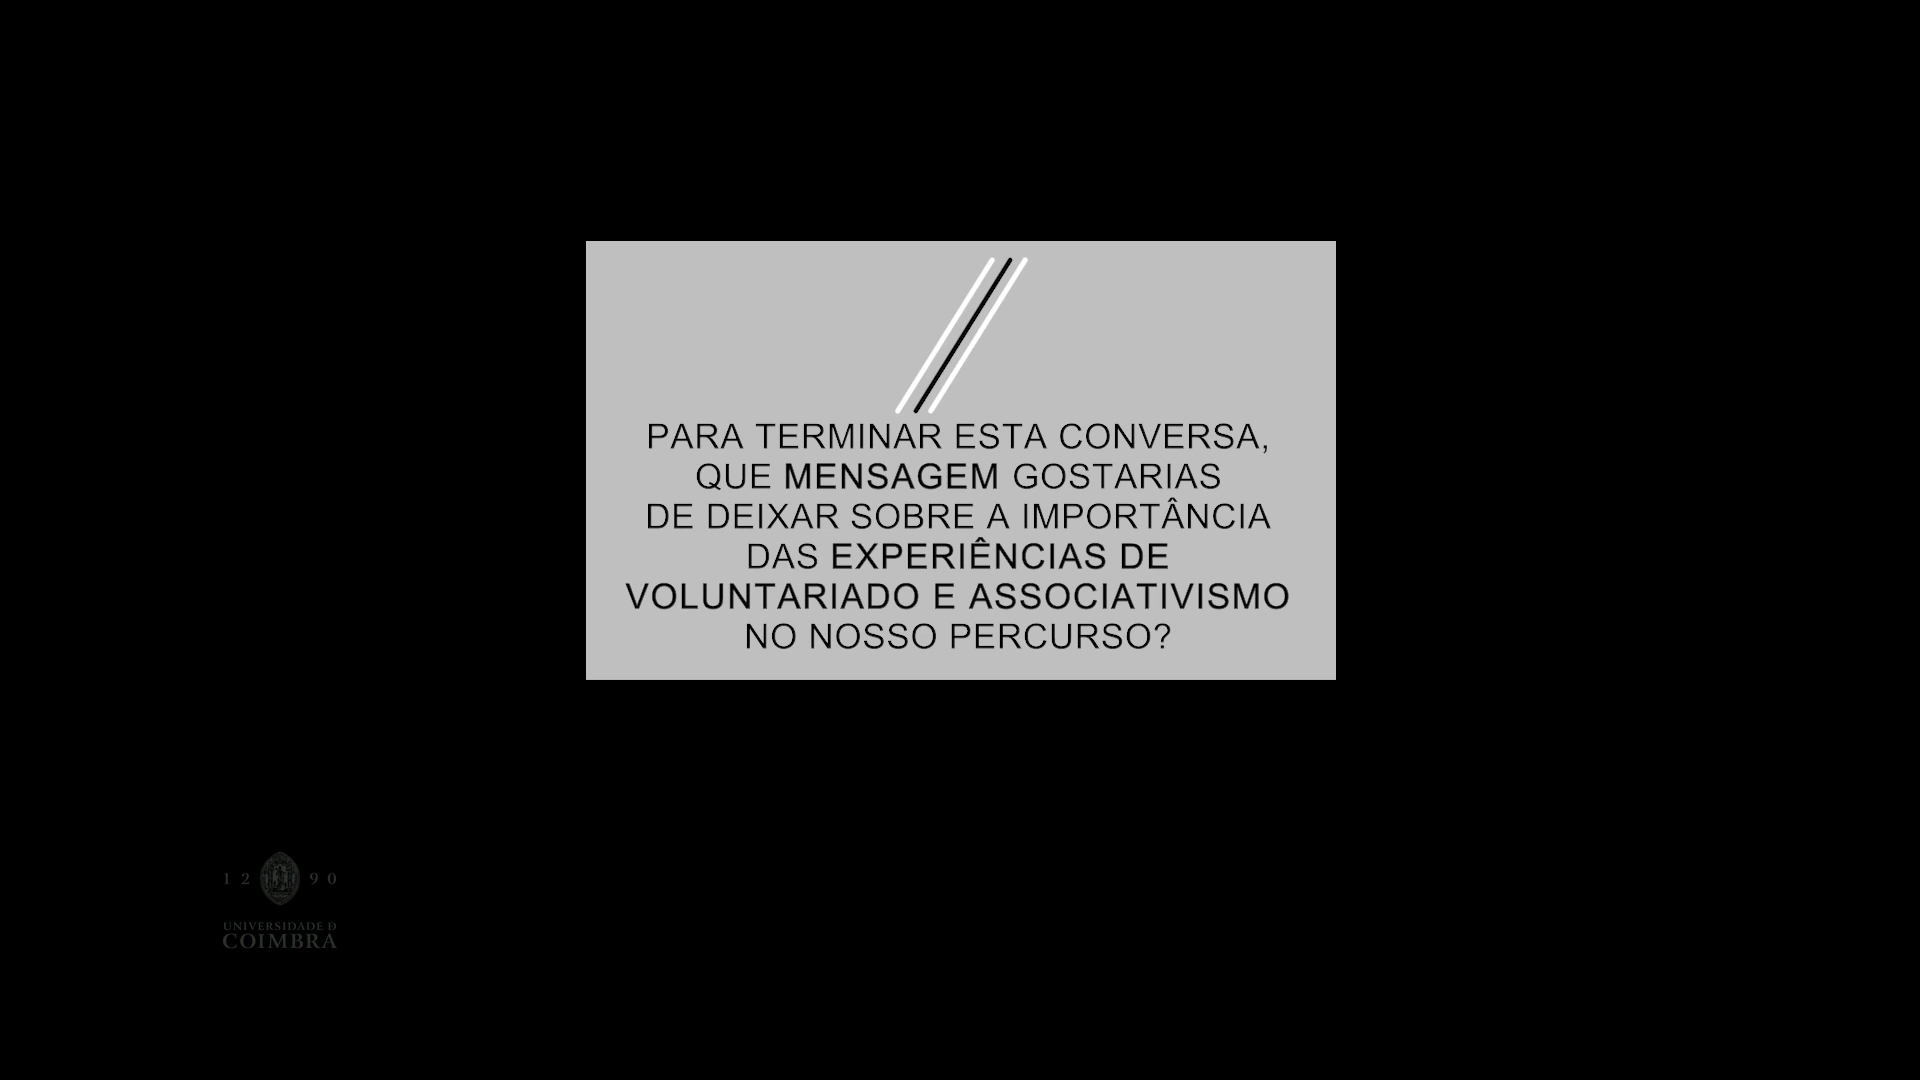 PARA TERMINAR ESTA CONVERSA,
QUE MENSAGEM GOSTARIAS
DE DEIXAR SOBRE A IMPORTÂNCIA
DAS EXPERIÊNCIAS DE
VOLUNTARIADO E ASSOCIATIVISMO
NO NOSSO PERCURSO?
1 2 9 0
UNIVERSIDADE D
COIMBRA